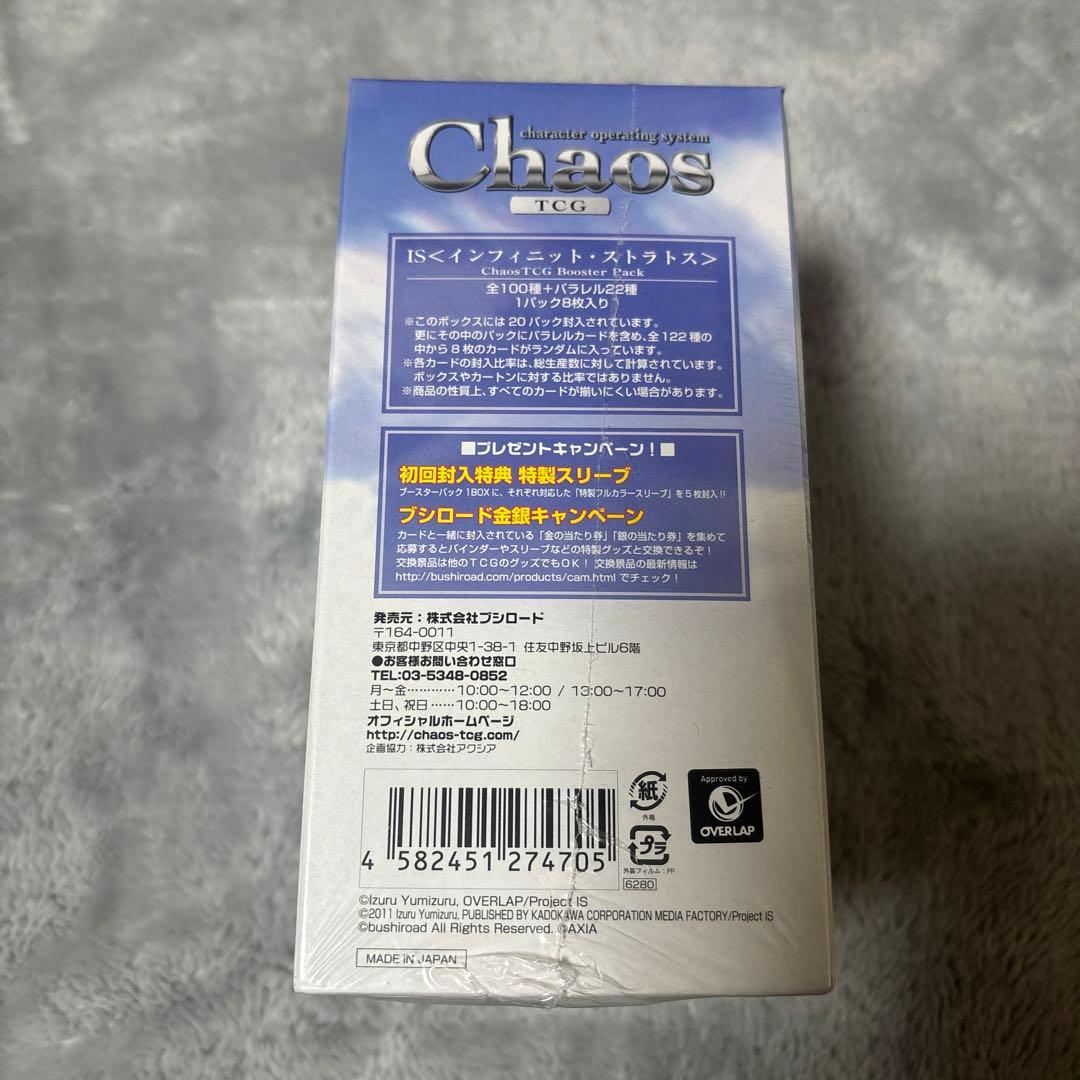 character operating system
Chaos
TCG
IS＜インフィニット・ストラトス＞
ChaosTCG Booster Pack
全100種＋パラレル22種
1パック8枚入り
※このボックスには20パック封入されています。
更にその中のパックにパラレルカードを含め、全122種の
中から8枚のカードがランダムに入っています。
※各カードの封入比率は、総生産数に対して計算されています。
ボックスやカートンに対する比率ではありません。
※商品の性質上、すべてのカードが揃いにくい場合があります。
■プレゼントキャンペーン！■
初回封入特典 特製スリーブ
ブースターパック1BOXに、それぞれ対応した「特製フルカラースリーブ」を5枚封入!!
ブシロード金銀キャンペーン
カードと一緒に封入されている「金の当たり券」「銀の当たり券」を集めて
応募するとバインダーやスリーブなどの特製グッズと交換できるぞ！
交換景品は他のTCGのグッズでもOK！ 交換景品の最新情報は
http://bushiroad.com/products/cam.html でチェック！
発売元：株式会社ブシロード
〒164-0011
東京都中野区中央1-38-1 住友中野坂上ビル6階
●お客様お問い合わせ窓口
TEL:03-5348-0852
月〜金…………10:00〜12:00 / 13:00〜17:00
土日、祝日……10:00〜18:00
オフィシャルホームページ
http://chaos-tcg.com/
企画協力：株式会社アクシア
4 582451 274705
紙
外箱
プラ
外装フィルム：PP
6280
Approved by
OVERLAP
©Izuru Yumizuru, OVERLAP/Project IS
©2011 Izuru Yumizuru, PUBLISHED BY KADOKAWA CORPORATION MEDIA FACTORY/Project IS
©bushiroad All Rights Reserved. ©AXIA
MADE IN JAPAN